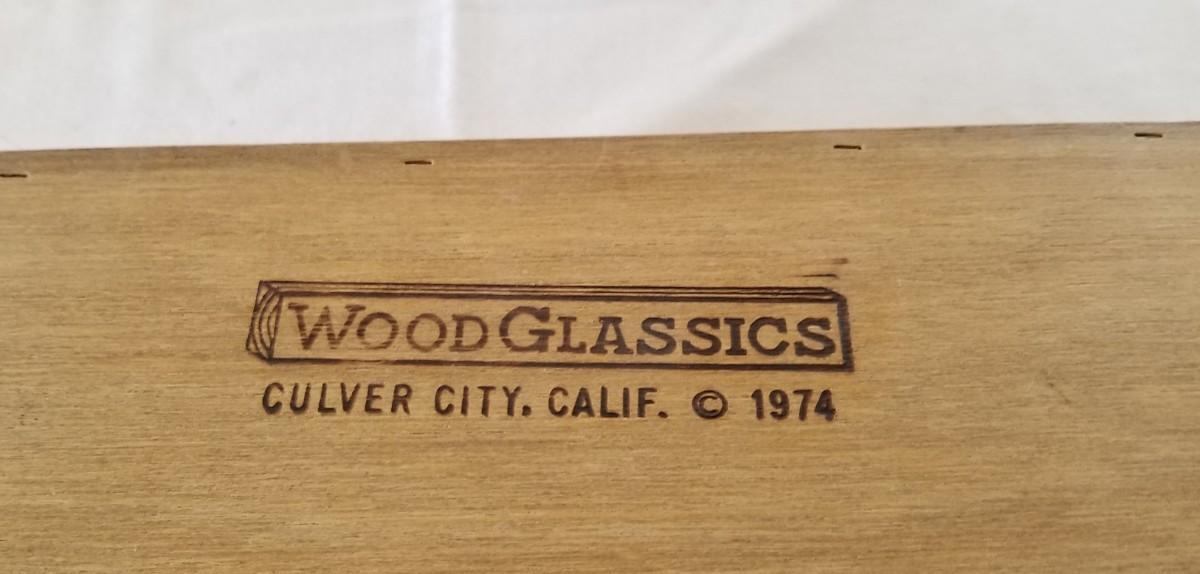 WOODGLASSICS
CULVER CITY. CALIF. © 1974